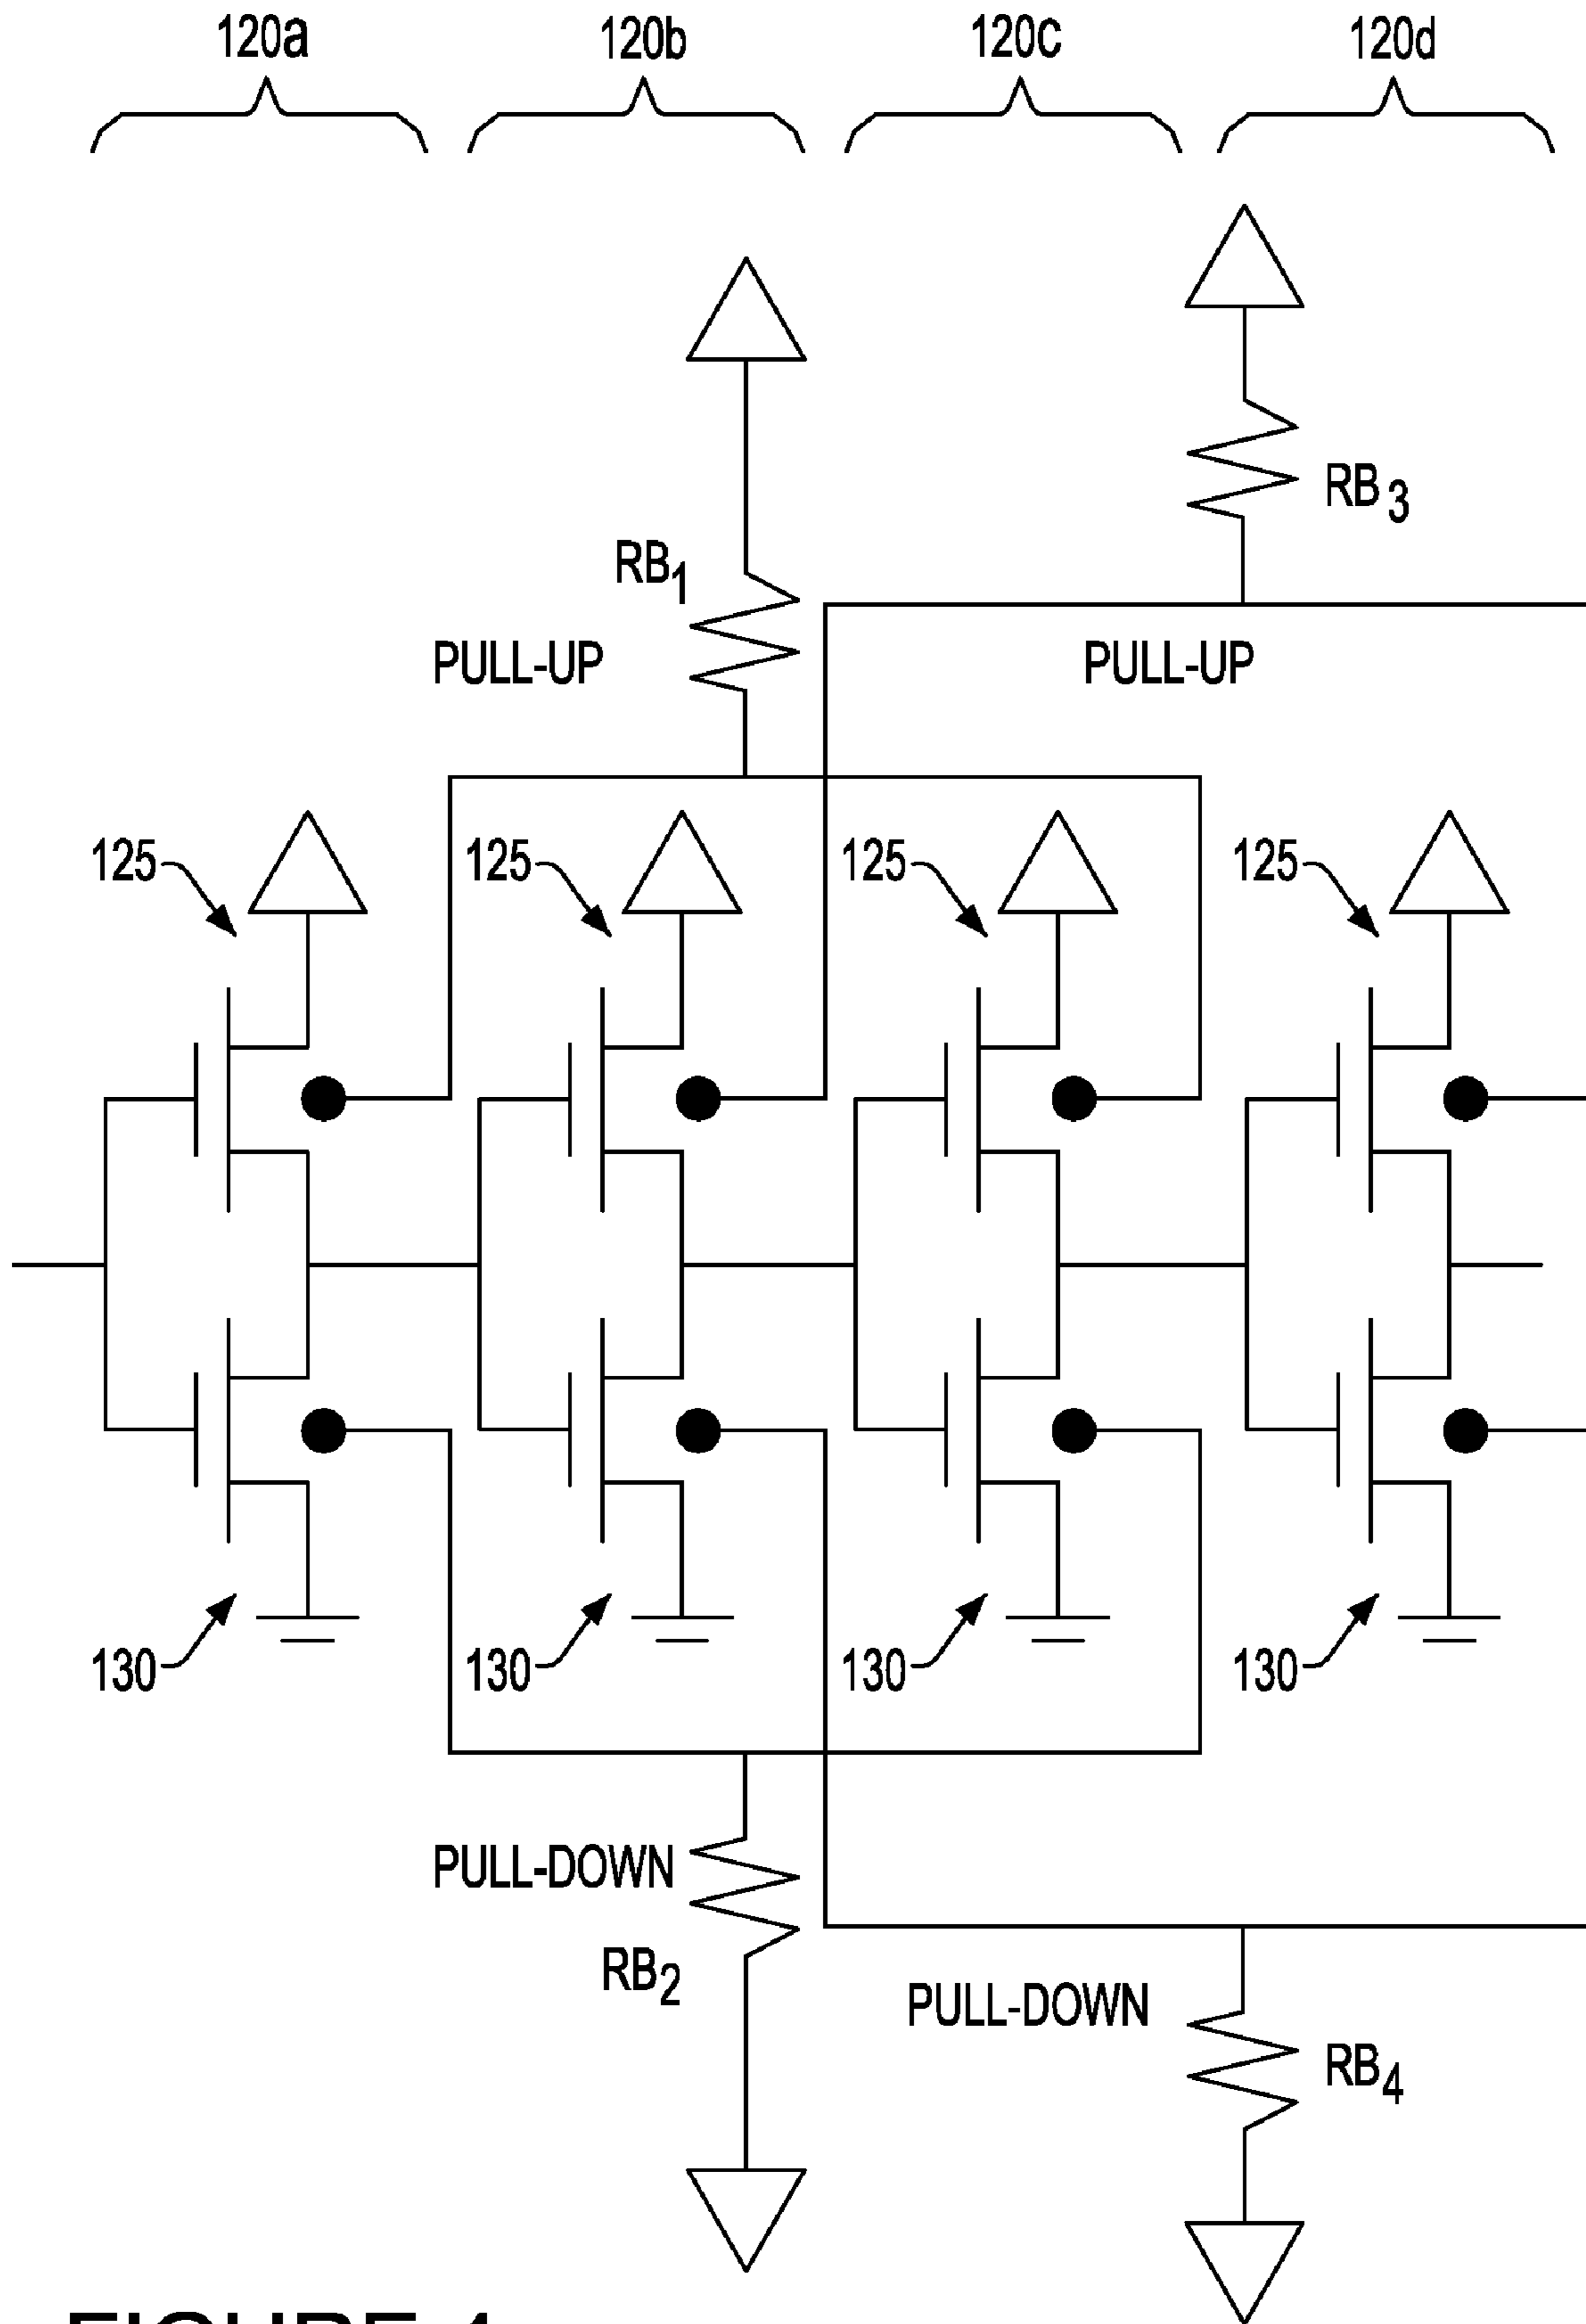 120a 120b 120c 120d
RB3
RB1
PULL-UP PULL-UP
125 125 125 125
130 130 130 130
PULL-DOWN
RB2
PULL-DOWN
RB4